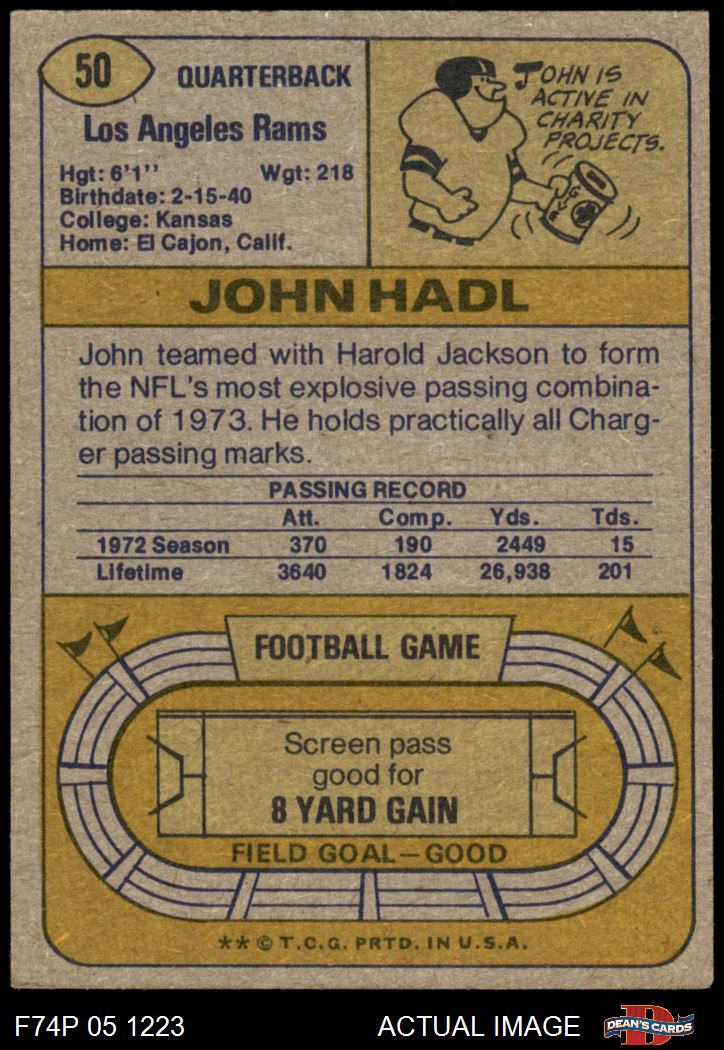 50
QUARTERBACK
Los Angeles Rams
Hgt: 6'1'' Wgt: 218
Birthdate: 2-15-40
College: Kansas
Home: El Cajon, Calif.
JOHN IS
ACTIVE IN
CHARITY
PROJECTS.
JOHN HADL
John teamed with Harold Jackson to form
the NFL's most explosive passing combina-
tion of 1973. He holds practically all Charg-
er passing marks.
PASSING RECORD
Att. Comp. Yds. Tds.
1972 Season 370 190 2449 15
Lifetime 3640 1824 26,938 201
FOOTBALL GAME
Screen pass
good for
8 YARD GAIN
FIELD GOAL—GOOD
** © T.C.G. PRTD. IN U.S.A.
F74P 05 1223 ACTUAL IMAGE
D
DEAN'S CARDS